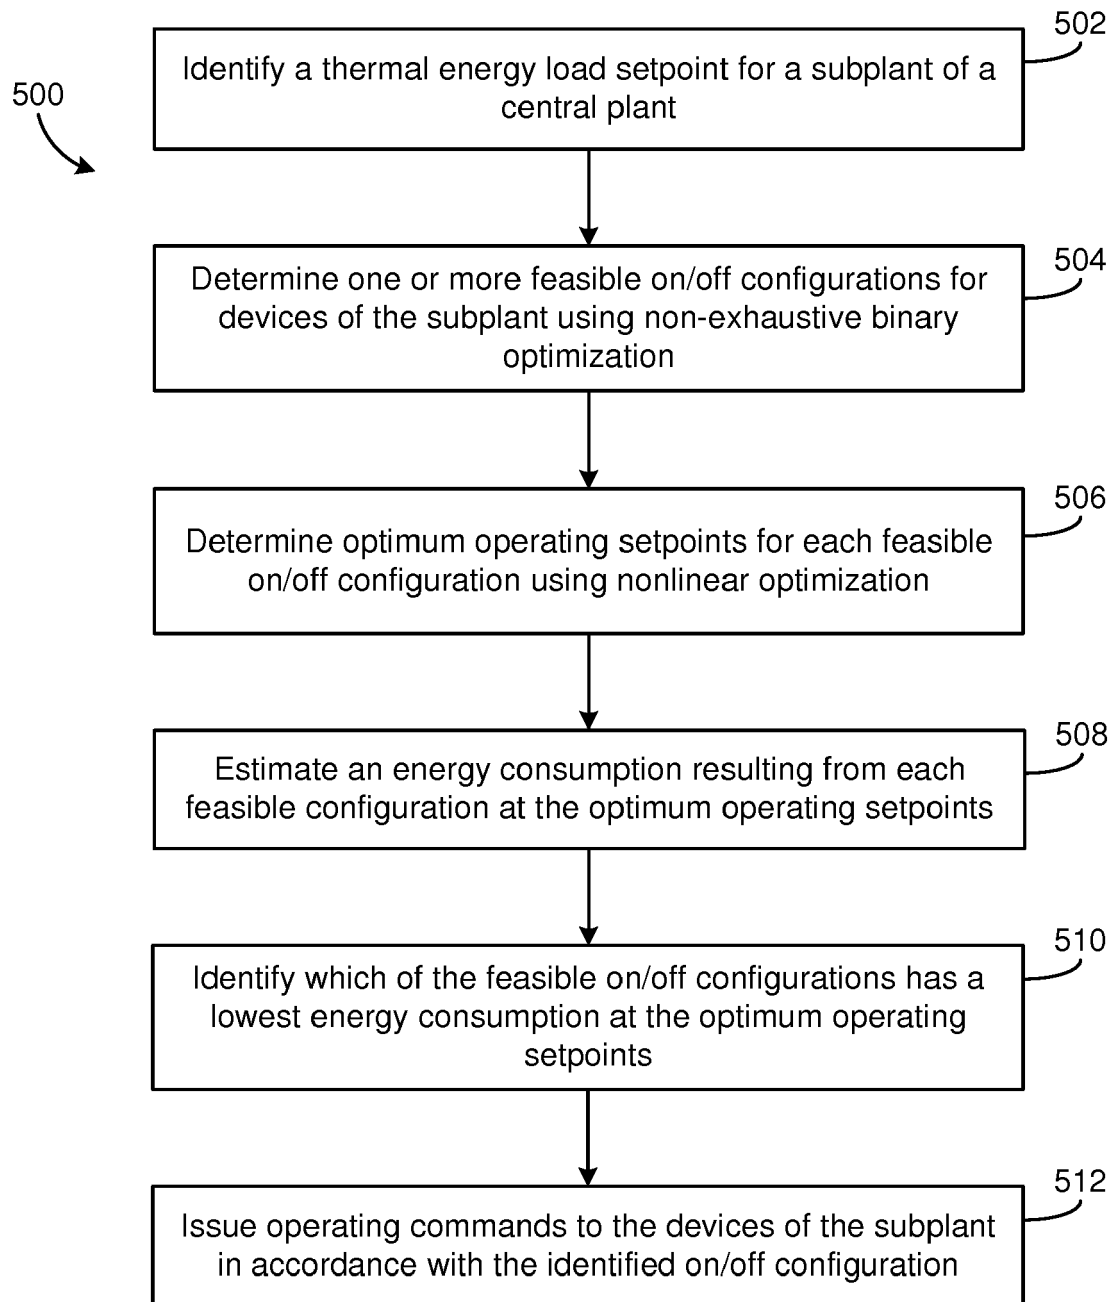 502
Identify a thermal energy load setpoint for a subplant of a
central plant
500
504
Determine one or more feasible on/off configurations for
devices of the subplant using non-exhaustive binary
optimization
506
Determine optimum operating setpoints for each feasible
on/off configuration using nonlinear optimization
508
Estimate an energy consumption resulting from each
feasible configuration at the optimum operating setpoints
510
Identify which of the feasible on/off configurations has a
lowest energy consumption at the optimum operating
setpoints
512
Issue operating commands to the devices of the subplant
in accordance with the identified on/off configuration